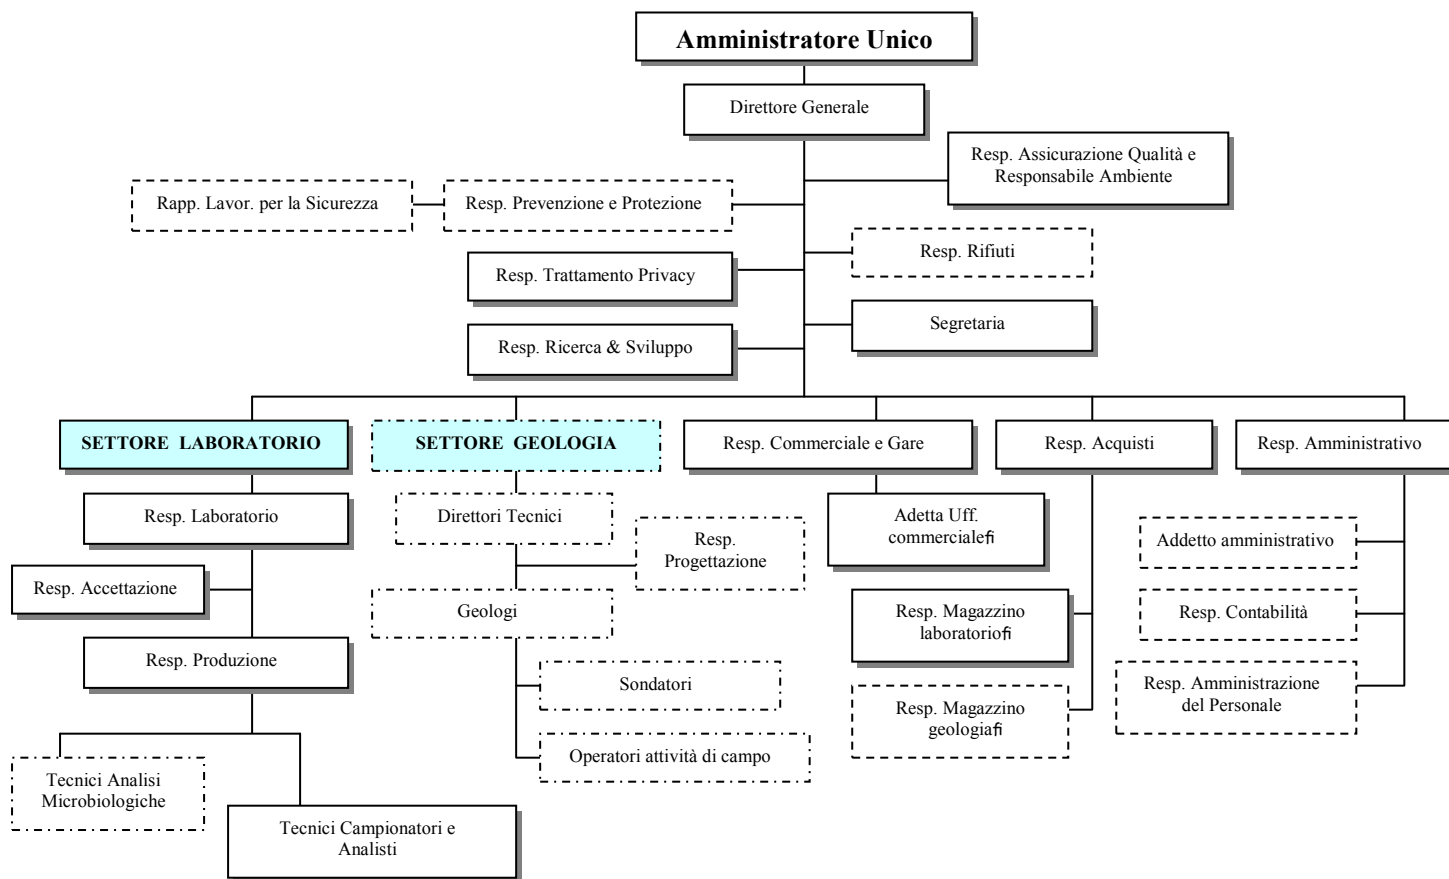 Amministratore Unico
Direttore Generale
Resp. Assicurazione Qualità e
Responsabile Ambiente
Rapp. Lavor. per la Sicurezza
Resp. Prevenzione e Protezione
Resp. Rifiuti
Resp. Trattamento Privacy
Segretaria
Resp. Ricerca & Sviluppo
SETTORE LABORATORIO
SETTORE GEOLOGIA
Resp. Commerciale e Gare
Resp. Acquisti
Resp. Amministrativo
Resp. Laboratorio
Direttori Tecnici
Resp.
Progettazione
Adetta Uff.
commercialeﬁ
Addetto amministrativo
Resp. Accettazione
Geologi
Resp. Magazzino
laboratorioﬁ
Resp. Contabilità
Resp. Produzione
Sondatori
Resp. Magazzino
geologiaﬁ
Resp. Amministrazione
del Personale
Operatori attività di campo
Tecnici Analisi
Microbiologiche
Tecnici Campionatori e
Analisti